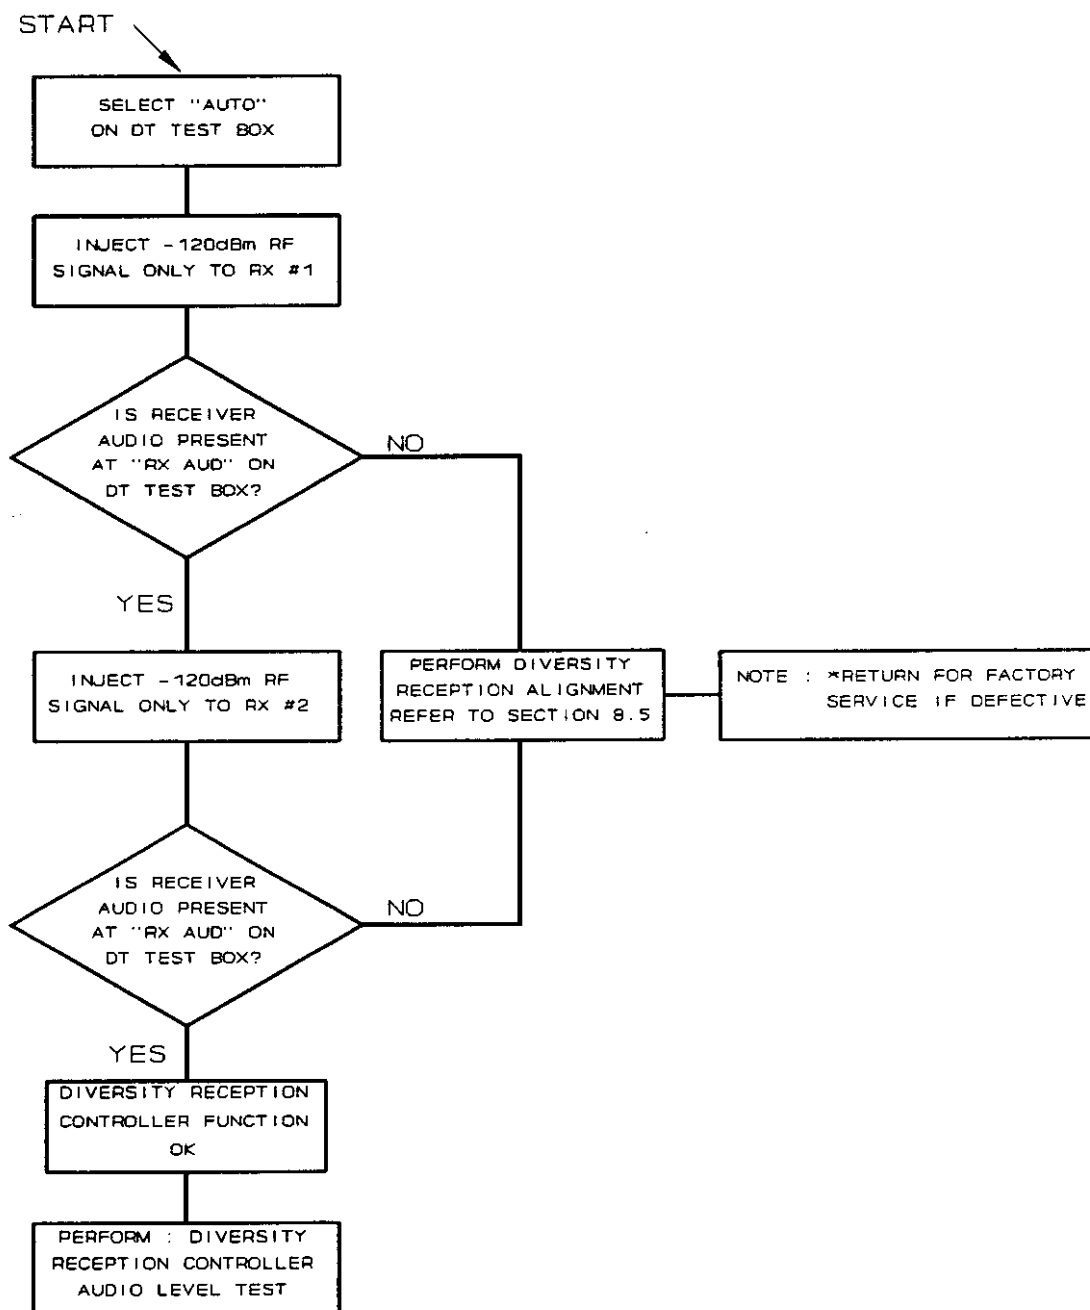 START
SELECT "AUTO"
ON DT TEST BOX
INJECT -120dBm RF
SIGNAL ONLY TO RX #1
IS RECEIVER
AUDIO PRESENT
AT "RX AUD" ON
DT TEST BOX?
NO
YES
INJECT -120dBm RF
SIGNAL ONLY TO RX #2
PERFORM DIVERSITY
RECEPTION ALIGNMENT
REFER TO SECTION 8.5
NOTE : *RETURN FOR FACTORY
SERVICE IF DEFECTIVE
IS RECEIVER
AUDIO PRESENT
AT "RX AUD" ON
DT TEST BOX?
NO
YES
DIVERSITY RECEPTION
CONTROLLER FUNCTION
OK
PERFORM : DIVERSITY
RECEPTION CONTROLLER
AUDIO LEVEL TEST